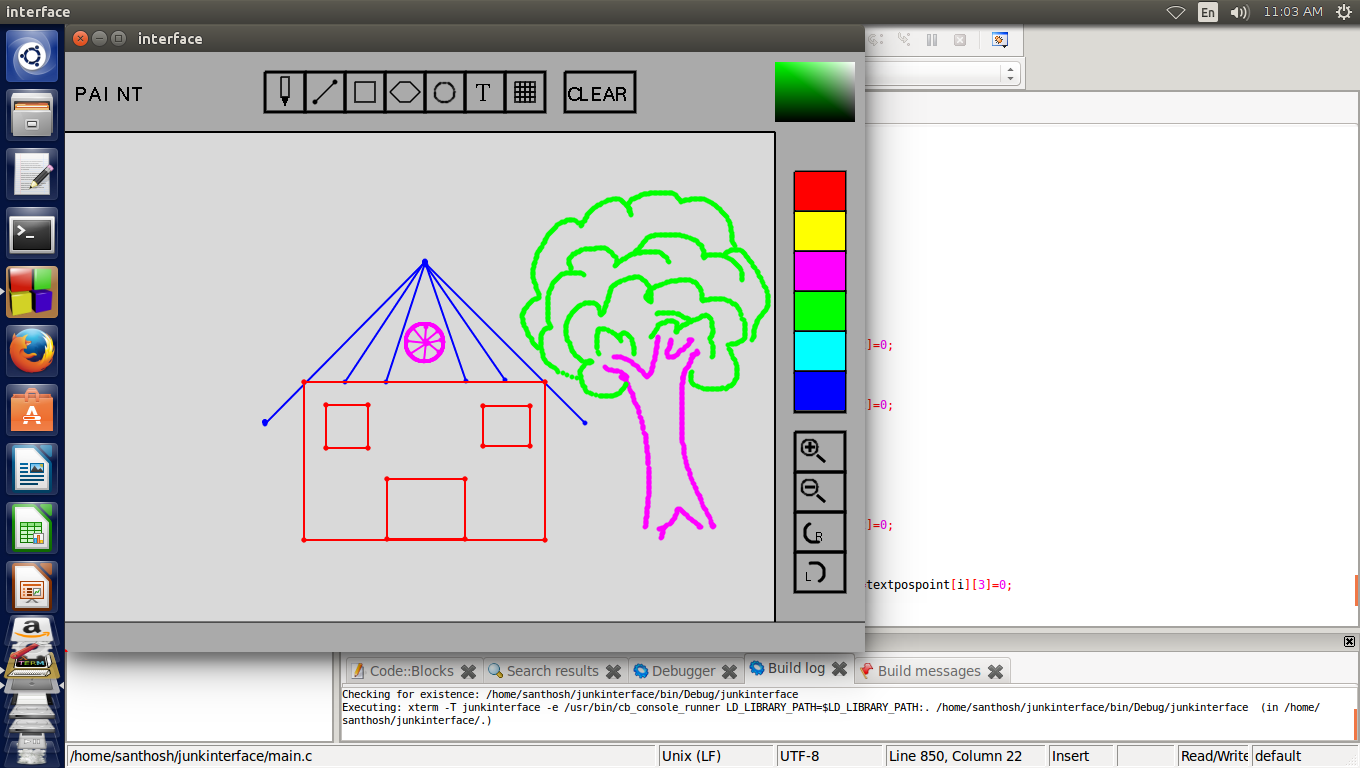 interface
En
11:03 AM
interface
PAINT
T
CLEAR
]=0;
]=0;
R
]=0;
L
textpospoint[i][3]=0;
TERM
Code::Blocks
Search results
Debugger
Build log
Build messages
Checking for existence: /home/santhosh/junkinterface/bin/Debug/junkinterface
Executing: xterm -T junkinterface -e /usr/bin/cb_console_runner LD_LIBRARY_PATH=$LD_LIBRARY_PATH:. /home/santhosh/junkinterface/bin/Debug/junkinterface (in /home/
santhosh/junkinterface/.)
/home/santhosh/junkinterface/main.c
Unix (LF)
UTF-8
Line 850, Column 22
Insert
Read/Write
default